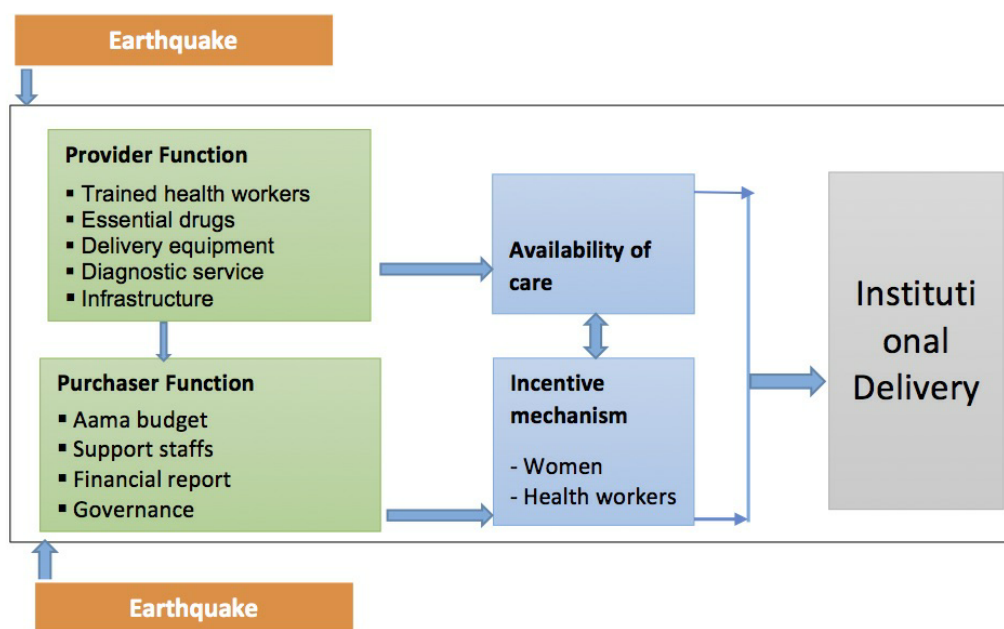 Earthquake
Provider Function
▪ Trained health workers
▪ Essential drugs
▪ Delivery equipment
▪ Diagnostic service
▪ Infrastructure
Availability of
care
Purchaser Function
▪ Aama budget
▪ Support staffs
▪ Financial report
▪ Governance
Incentive
mechanism
- Women
- Health workers
Instituti
onal
Delivery
Earthquake